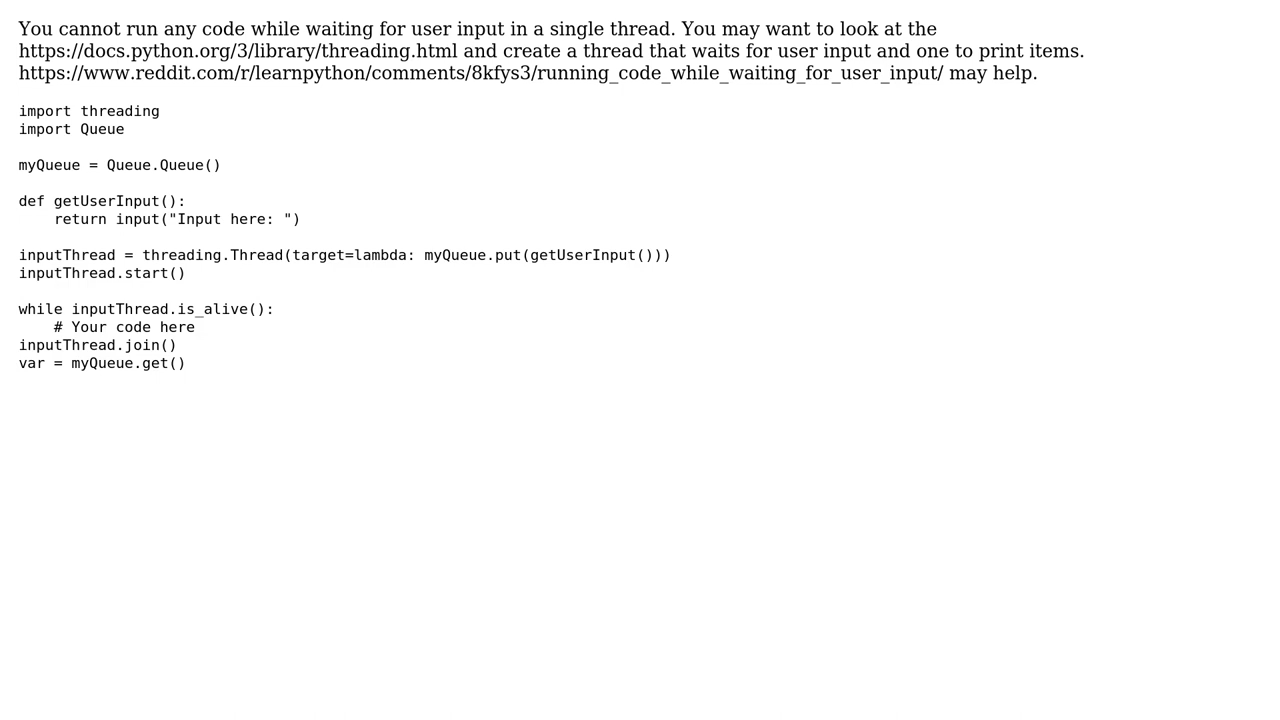 You cannot run any code while waiting for user input in a single thread. You may want to look at the
https://docs.python.org/3/library/threading.html and create a thread that waits for user input and one to print items.
https://www.reddit.com/r/learnpython/comments/8kfys3/running_code_while_waiting_for_user_input/ may help.
import threading
import Queue
myQueue = Queue.Queue()
def getUserInput():
    return input("Input here: ")
inputThread = threading.Thread(target=lambda: myQueue.put(getUserInput()))
inputThread.start()
while inputThread.is_alive():
    # Your code here
inputThread.join()
var = myQueue.get()